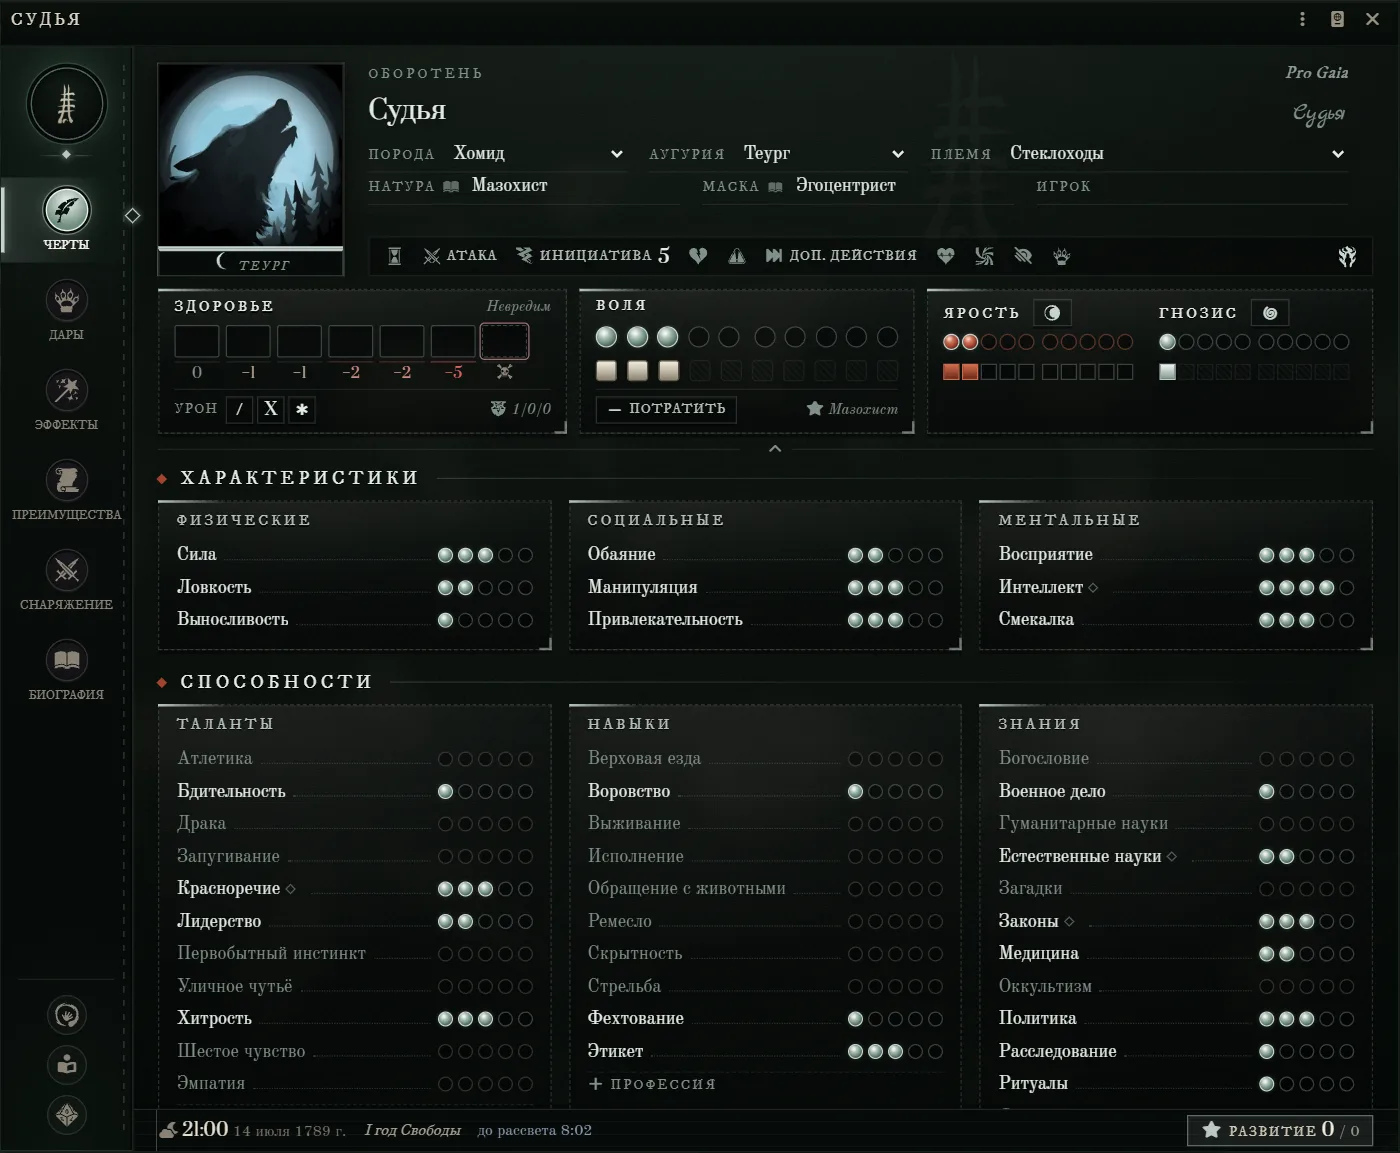 СУДЬЯ
ОБОРОТЕНЬ
Pro Gaia
Судья
Судья
ПОРОДА Хомид АУГУРИЯ Теург ПЛЕМЯ Стеклоходы
НАТУРА Мазохист МАСКА Эгоцентрист ИГРОК
ТЕУРГ
АТАКА ИНИЦИАТИВА 5 ДОП. ДЕЙСТВИЯ
ЧЕРТЫ
ДАРЫ
ЭФФЕКТЫ
ПРЕИМУЩЕСТВА
СНАРЯЖЕНИЕ
БИОГРАФИЯ
ЗДОРОВЬЕ Невредим
0 -1 -1 -2 -2 -5
УРОН / X ✱ 1/0/0
ВОЛЯ
— ПОТРАТИТЬ Мазохист
ЯРОСТЬ ГНОЗИС
ХАРАКТЕРИСТИКИ
ФИЗИЧЕСКИЕ
Сила
Ловкость
Выносливость
СОЦИАЛЬНЫЕ
Обаяние
Манипуляция
Привлекательность
МЕНТАЛЬНЫЕ
Восприятие
Интеллект
Смекалка
СПОСОБНОСТИ
ТАЛАНТЫ
Атлетика
Бдительность
Драка
Запугивание
Красноречие
Лидерство
Первобытный инстинкт
Уличное чутьё
Хитрость
Шестое чувство
Эмпатия
НАВЫКИ
Верховая езда
Воровство
Выживание
Исполнение
Обращение с животными
Ремесло
Скрытность
Стрельба
Фехтование
Этикет
+ ПРОФЕССИЯ
ЗНАНИЯ
Богословие
Военное дело
Гуманитарные науки
Естественные науки
Загадки
Законы
Медицина
Оккультизм
Политика
Расследование
Ритуалы
21:00 14 июля 1789 г. I год Свободы до рассвета 8:02
РАЗВИТИЕ 0 / 0